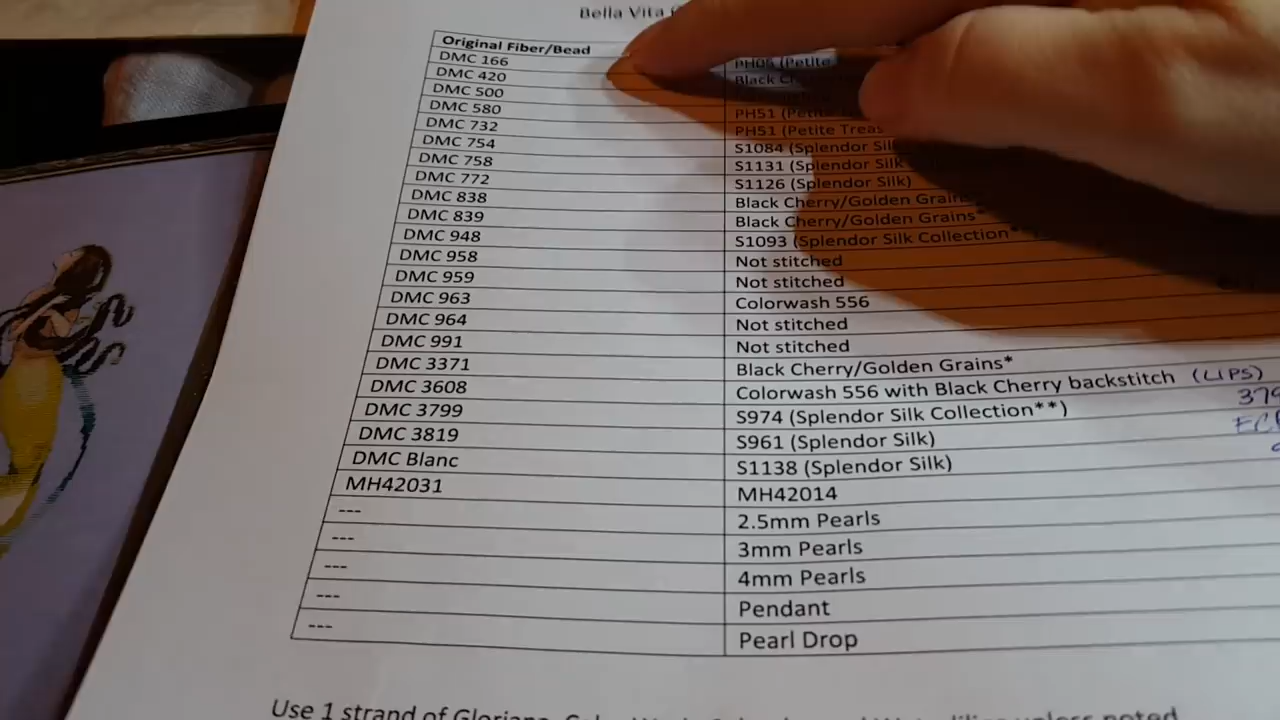 Bella Vita
Original Fiber/Bead
DMC 166 PH05 (Petite
DMC 420 Black
DMC 500
DMC 580 PH51
DMC 732 PH51 (Petite
DMC 754 S1084 (Splendor
DMC 758 S1131 (Splendor Silk
DMC 772 S1126 (Splendor Silk)
DMC 838 Black Cherry/Golden
DMC 839 Black Cherry/Golden Grains*
DMC 948 S1093 (Splendor Silk Collection*
DMC 958 Not stitched
DMC 959 Not stitched
DMC 963 Colorwash 556
DMC 964 Not stitched
DMC 991 Not stitched
DMC 3371 Black Cherry/Golden Grains*
DMC 3608 Colorwash 556 with Black Cherry backstitch (LIPS)
DMC 3799 S974 (Splendor Silk Collection**)
DMC 3819 S961 (Splendor Silk)
DMC Blanc S1138 (Splendor Silk)
MH42031 MH42014
--- 2.5mm Pearls
--- 3mm Pearls
--- 4mm Pearls
--- Pendant
--- Pearl Drop
Use 1 strand of